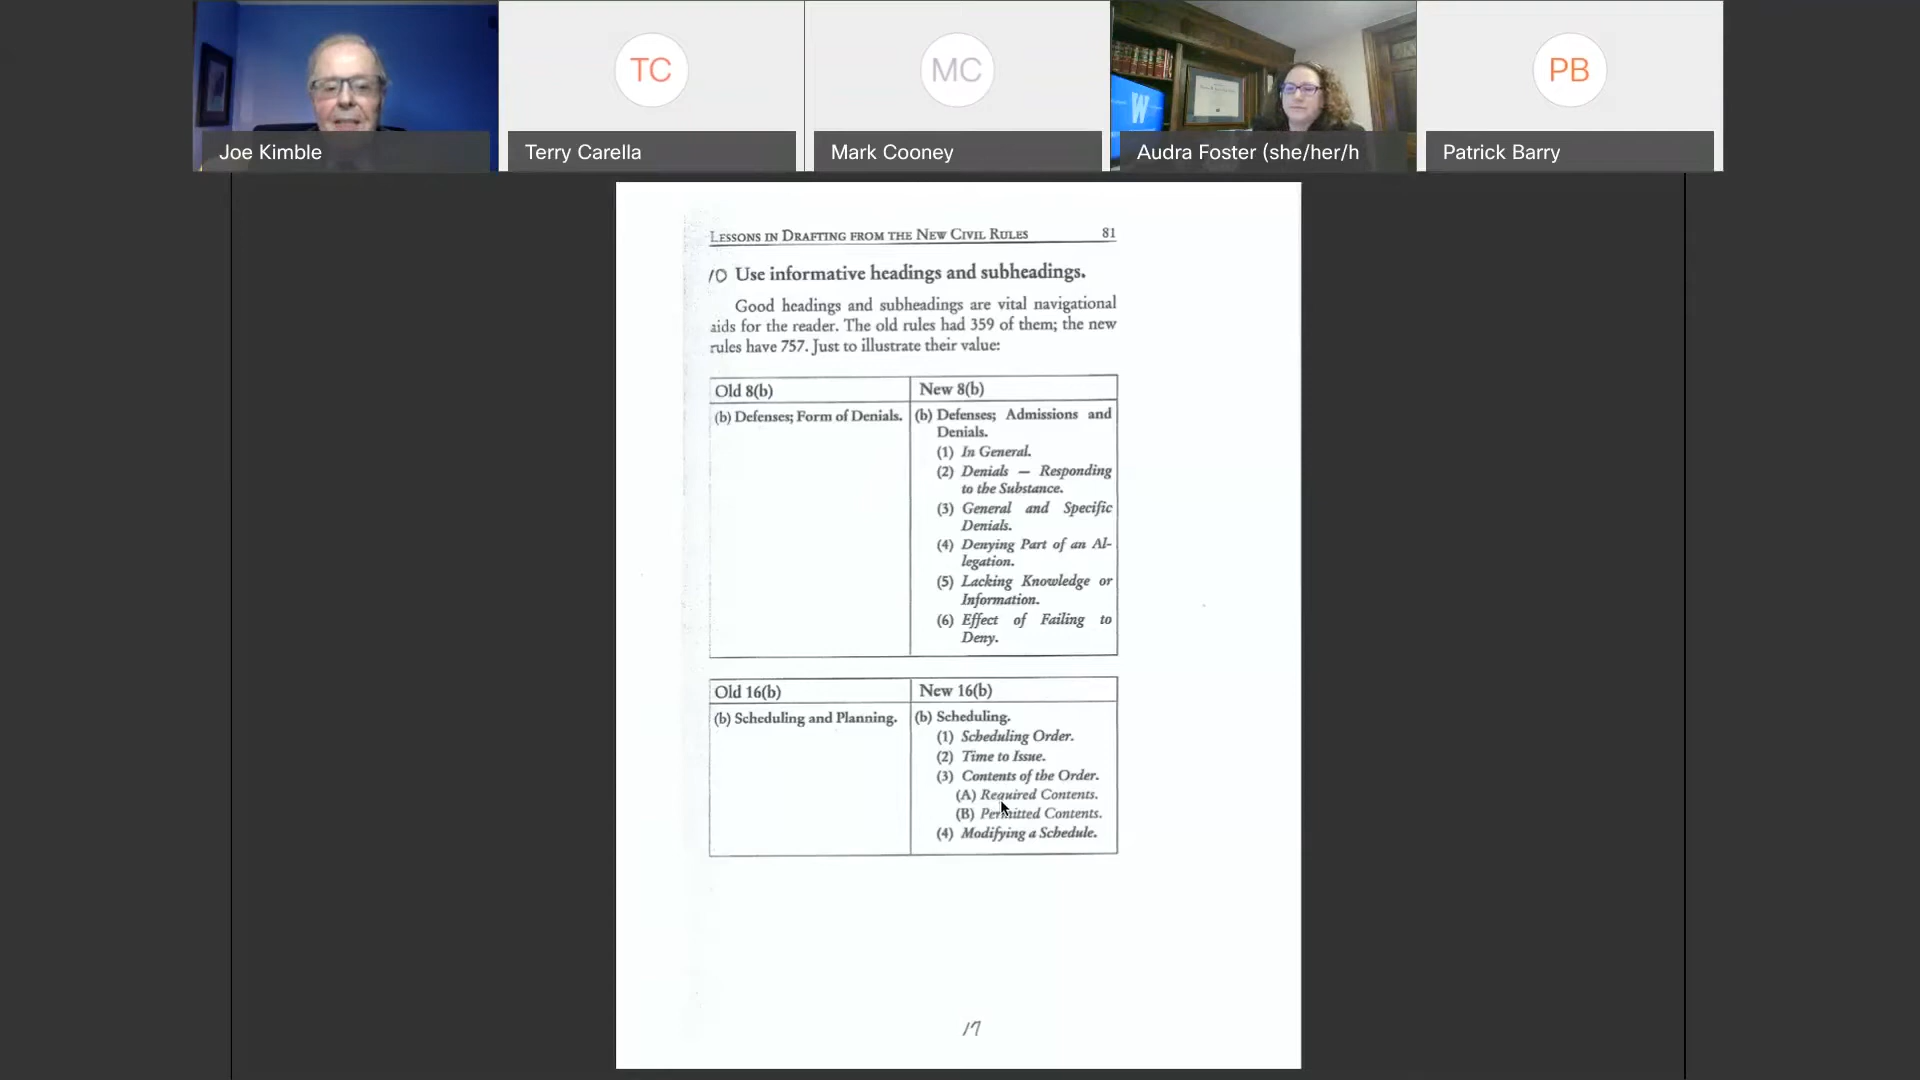 TC
MC
W
PB
Joe Kimble
Terry Carella
Mark Cooney
Audra Foster (she/her/h
Patrick Barry
LESSONS IN DRAFTING FROM THE NEW CIVIL RULES 81
10 Use informative headings and subheadings.
Good headings and subheadings are vital navigational
aids for the reader. The old rules had 359 of them; the new
rules have 757. Just to illustrate their value:
Old 8(b) New 8(b)
(b) Defenses; Form of Denials. (b) Defenses; Admissions and
Denials.
(1) In General.
(2) Denials — Responding
to the Substance.
(3) General and Specific
Denials.
(4) Denying Part of an Al-
legation.
(5) Lacking Knowledge or
Information.
(6) Effect of Failing to
Deny.
Old 16(b) New 16(b)
(b) Scheduling and Planning. (b) Scheduling.
(1) Scheduling Order.
(2) Time to Issue.
(3) Contents of the Order.
(A) Required Contents.
(B) Permitted Contents.
(4) Modifying a Schedule.
17